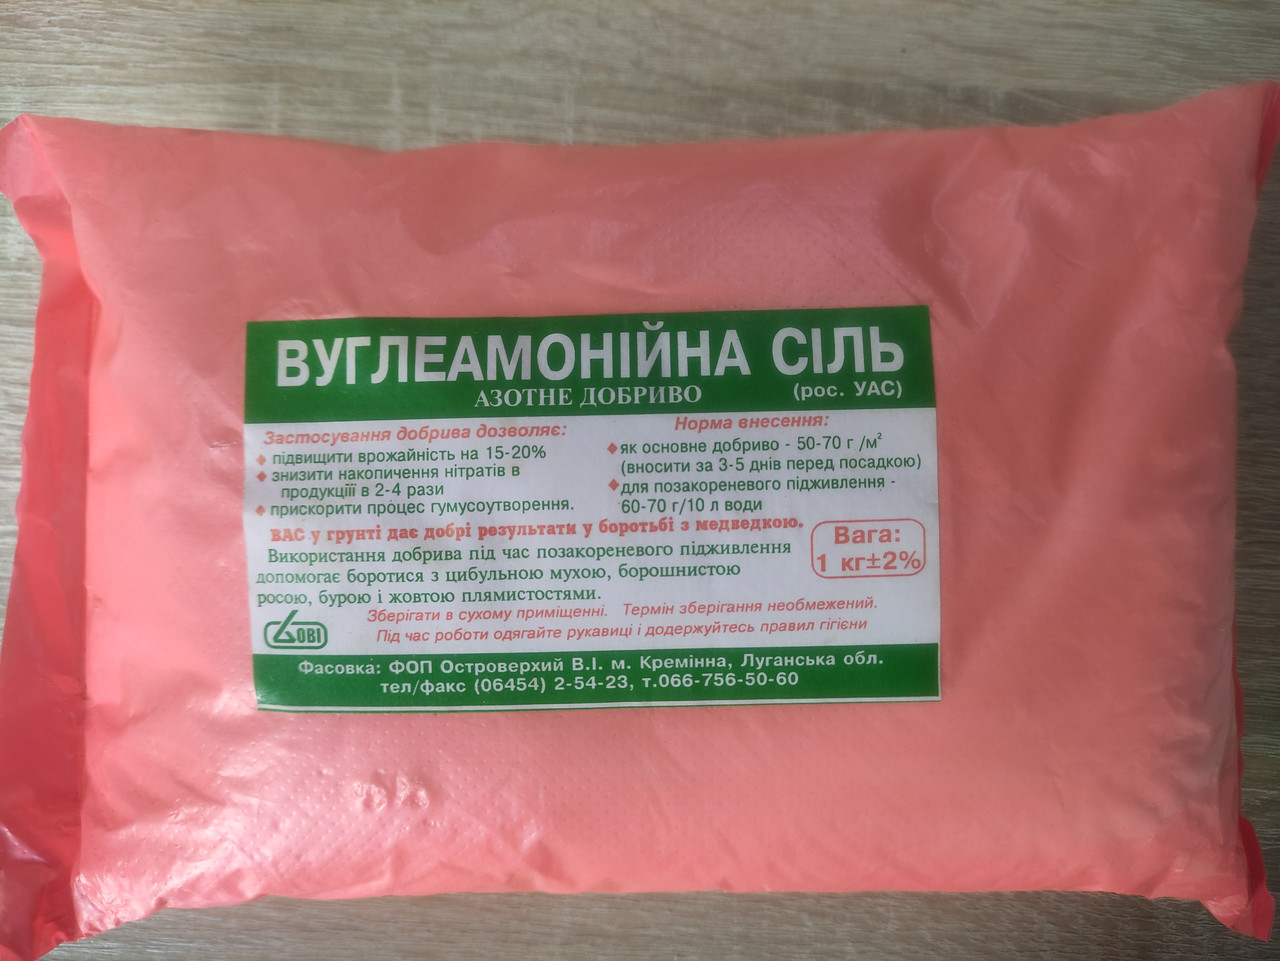 ВУГЛЕАМОНІЙНА СІЛЬ
АЗОТНЕ ДОБРИВО
(рос. УАС)
Застосування добрива дозволяє:
підвищити врожайність на 15-20%
знизити накопичення нітратів в
продукціїї в 2-4 рази
прискорити процес гумусоутворення.
Норма внесення:
як основне добриво - 50-70 г /м²
(вносити за 3-5 днів перед посадкою)
для позакореневого підживлення -
60-70 г/10 л води
ВАС у грунті дає добрі результати у боротьбі з медведкою.
Використання добрива під час позакореневого підживлення
допомогає боротися з цибульною мухою, борошнистою
росою, бурою і жовтою плямистостями.
Вага:
1 кг±2%
Зберігати в сухому приміщенні. Термін зберігання необмежений.
Під час роботи одягайте рукавиці і додержуйтесь правил гігієни
ОВІ
Фасовка: ФОП Островерхий В.І. м. Кремінна, Луганська обл.
тел/факс (06454) 2-54-23, т.066-756-50-60